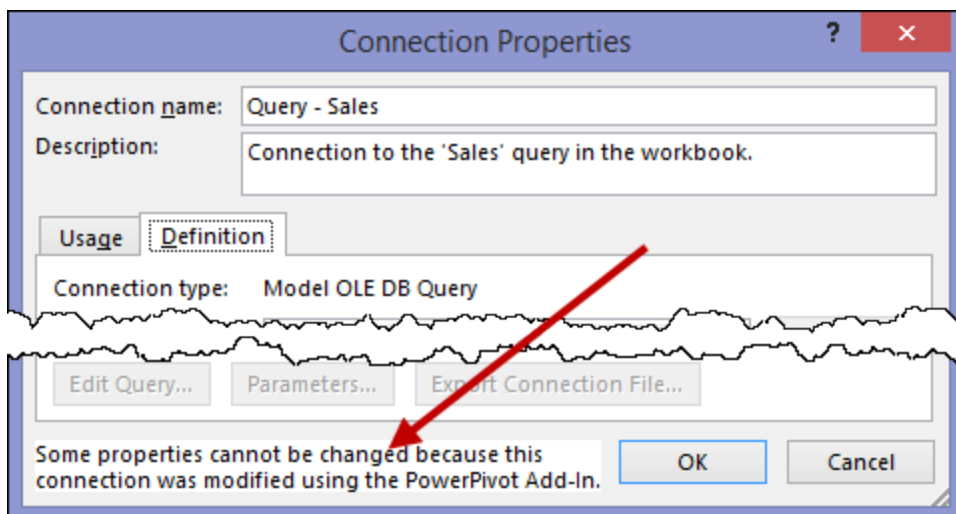 Connection Properties
?
Connection name: Query - Sales
Description: Connection to the 'Sales' query in the workbook.
Usage Definition
Connection type: Model OLE DB Query
Edit Query... Parameters... Export Connection File...
Some properties cannot be changed because this
connection was modified using the PowerPivot Add-In.
OK Cancel